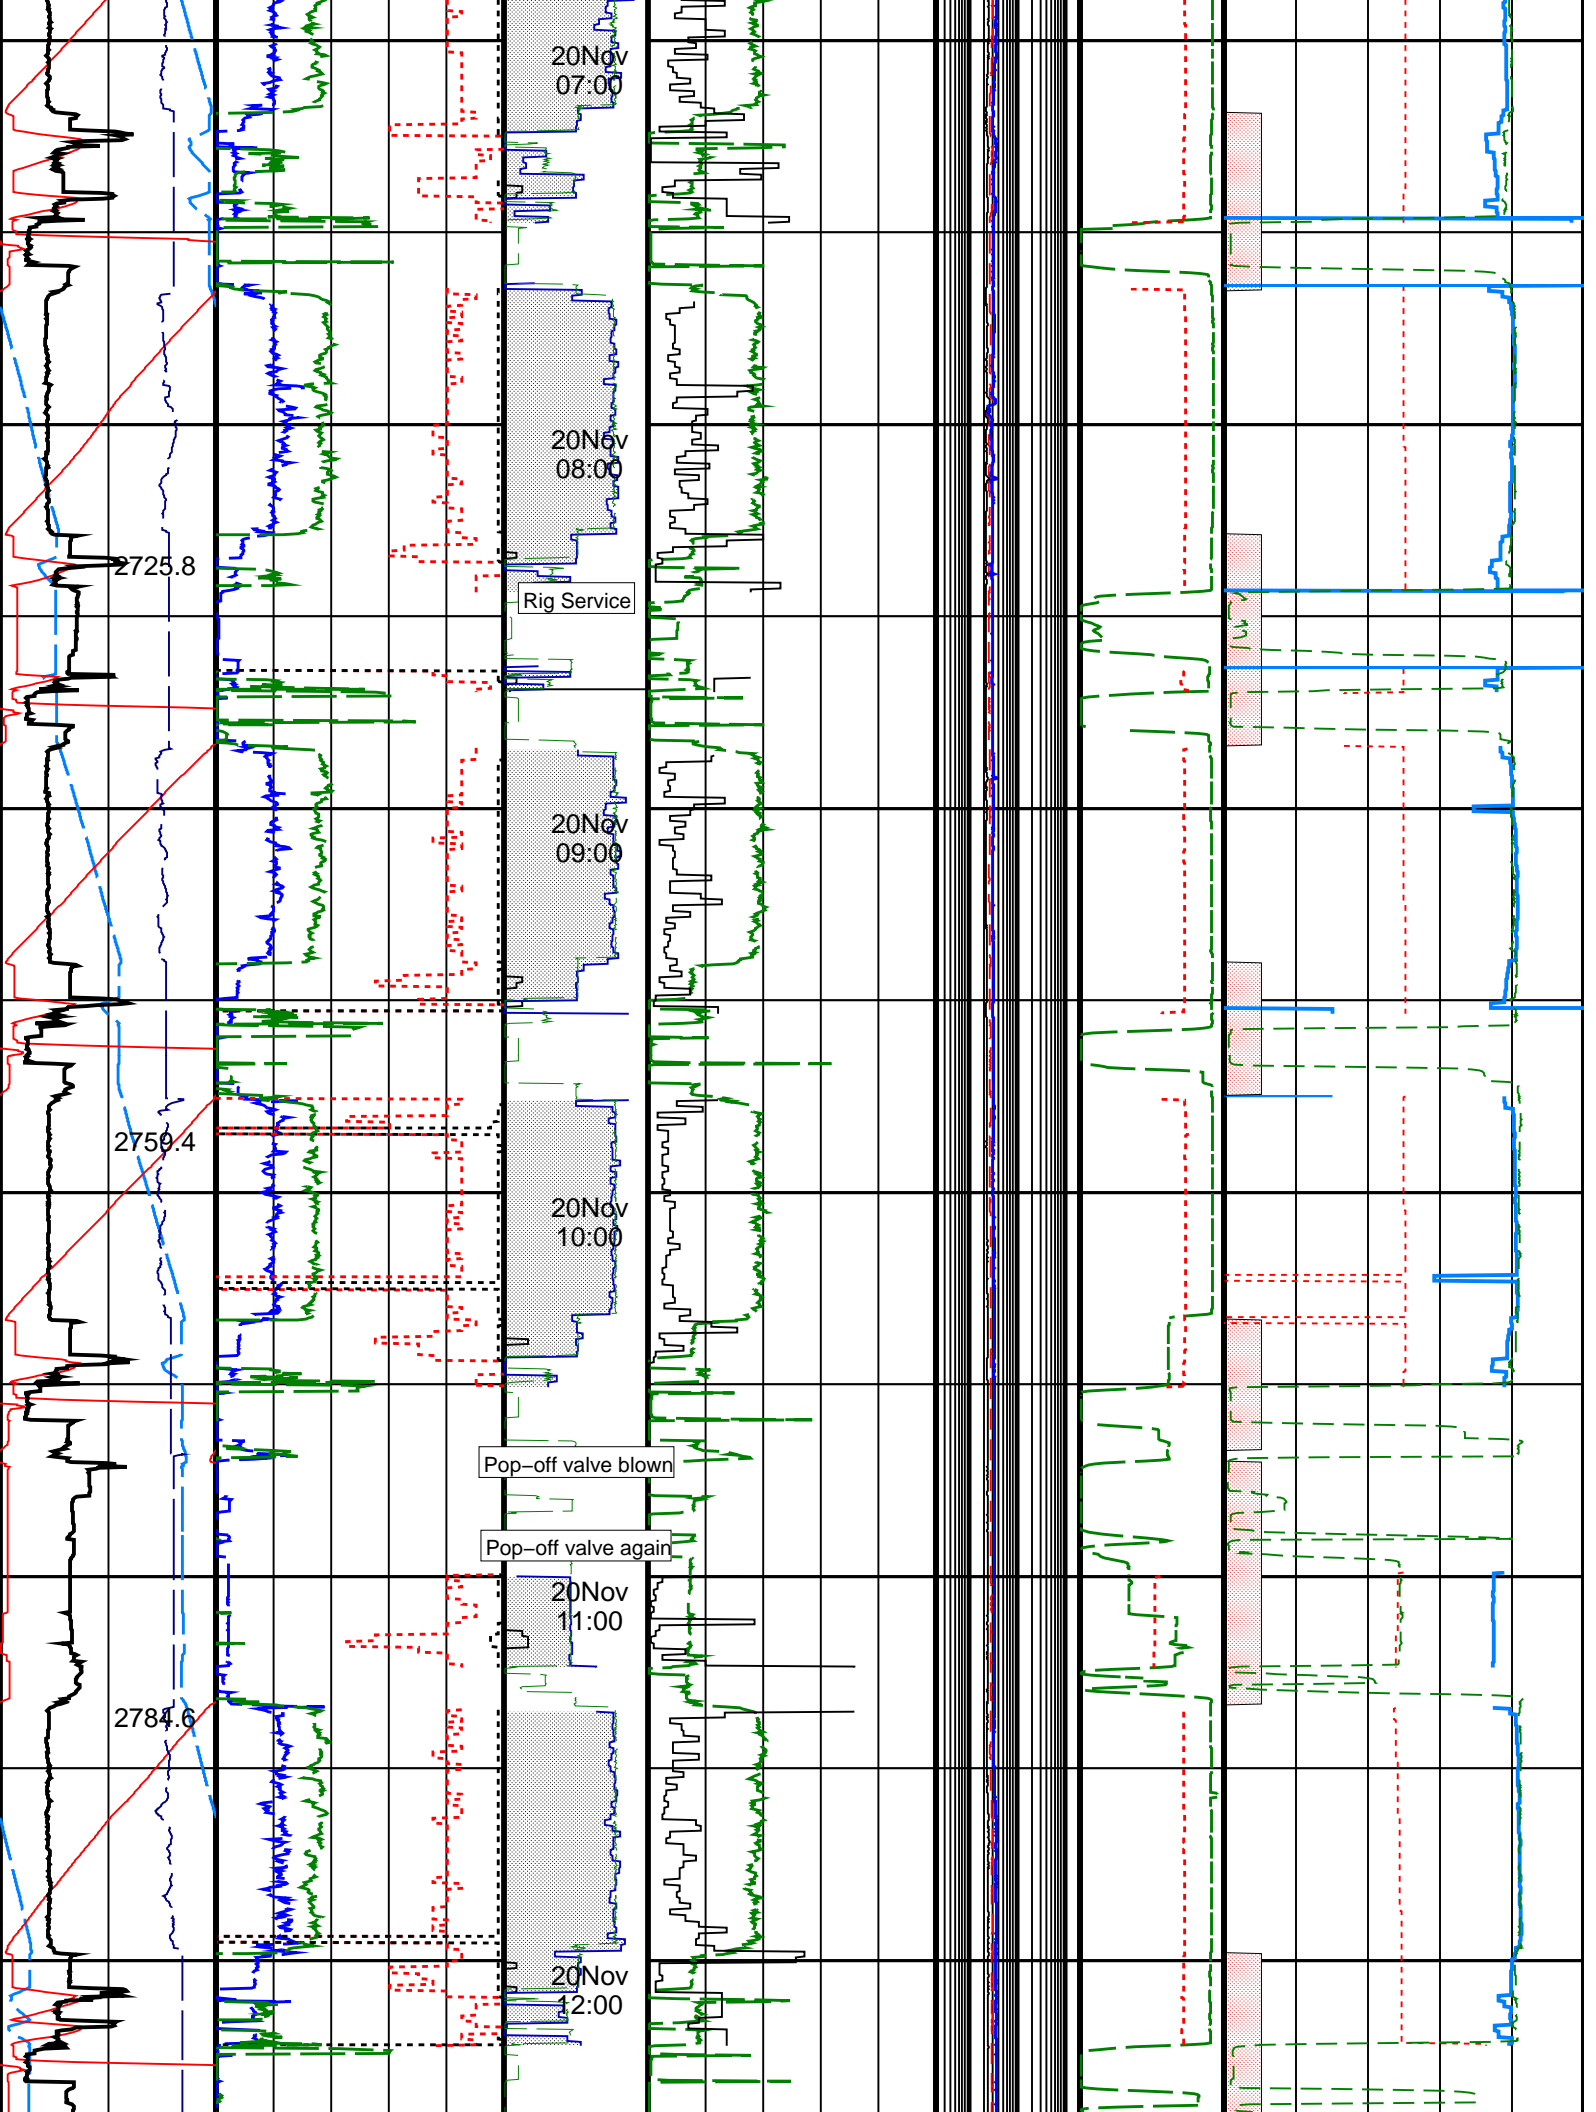 20Nov
07:00
20Nov
08:00
2725.8
Rig Service
20Nov
09:00
2759.4
20Nov
10:00
Pop−off valve blown
Pop−off valve again
20Nov
11:00
2784.6
20Nov
12:00